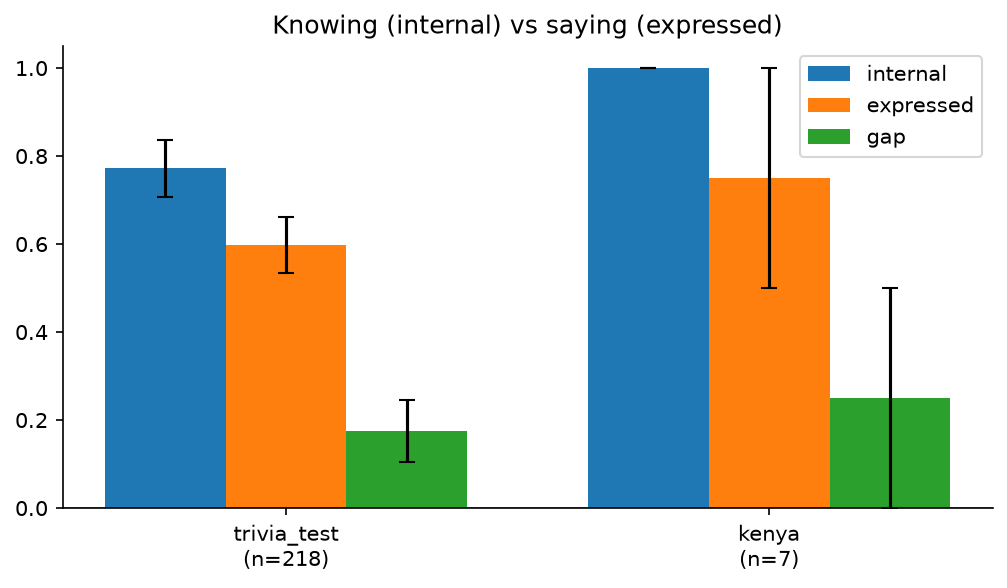 Knowing (internal) vs saying (expressed)
1.0
0.8
0.6
0.4
0.2
0.0
internal
expressed
gap
trivia_test
(n=218)
kenya
(n=7)